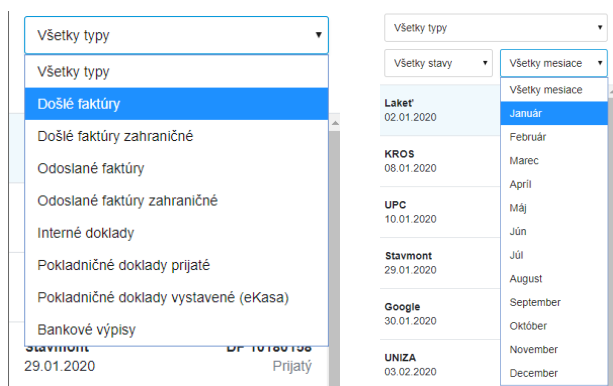 Všetky typy
Všetky typy
Došlé faktúry
Došlé faktúry zahraničné
Odoslané faktúry
Odoslané faktúry zahraničné
Interné doklady
Pokladničné doklady prijaté
Pokladničné doklady vystavené (eKasa)
Bankové výpisy
Stavmont DF 10180158
29.01.2020 Prijatý
Všetky typy
Všetky stavy Všetky mesiace
Všetky mesiace
Laket'
02.01.2020
Január
Február
KROS
08.01.2020
Marec
Apríl
UPC
10.01.2020
Máj
Jún
Stavmont
29.01.2020
Júl
August
Google
30.01.2020
September
Október
UNIZA
03.02.2020
November
December